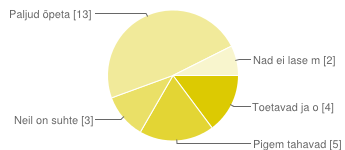 Paljud õpeta [13]
Nad ei lase m [2]
Toetavad ja o [4]
Neil on suhte [3]
Pigem tahavad [5]